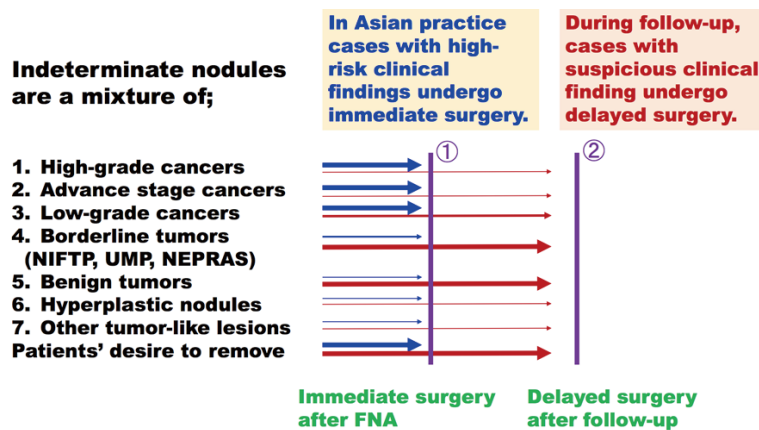 Indeterminate nodules
are a mixture of;
In Asian practice
cases with high-
risk clinical
findings undergo
immediate surgery.
During follow-up,
cases with
suspicious clinical
finding undergo
delayed surgery.
①
②
1. High-grade cancers
2. Advance stage cancers
3. Low-grade cancers
4. Borderline tumors
(NIFTP, UMP, NEPRAS)
5. Benign tumors
6. Hyperplastic nodules
7. Other tumor-like lesions
Patients’ desire to remove
Immediate surgery
after FNA
Delayed surgery
after follow-up